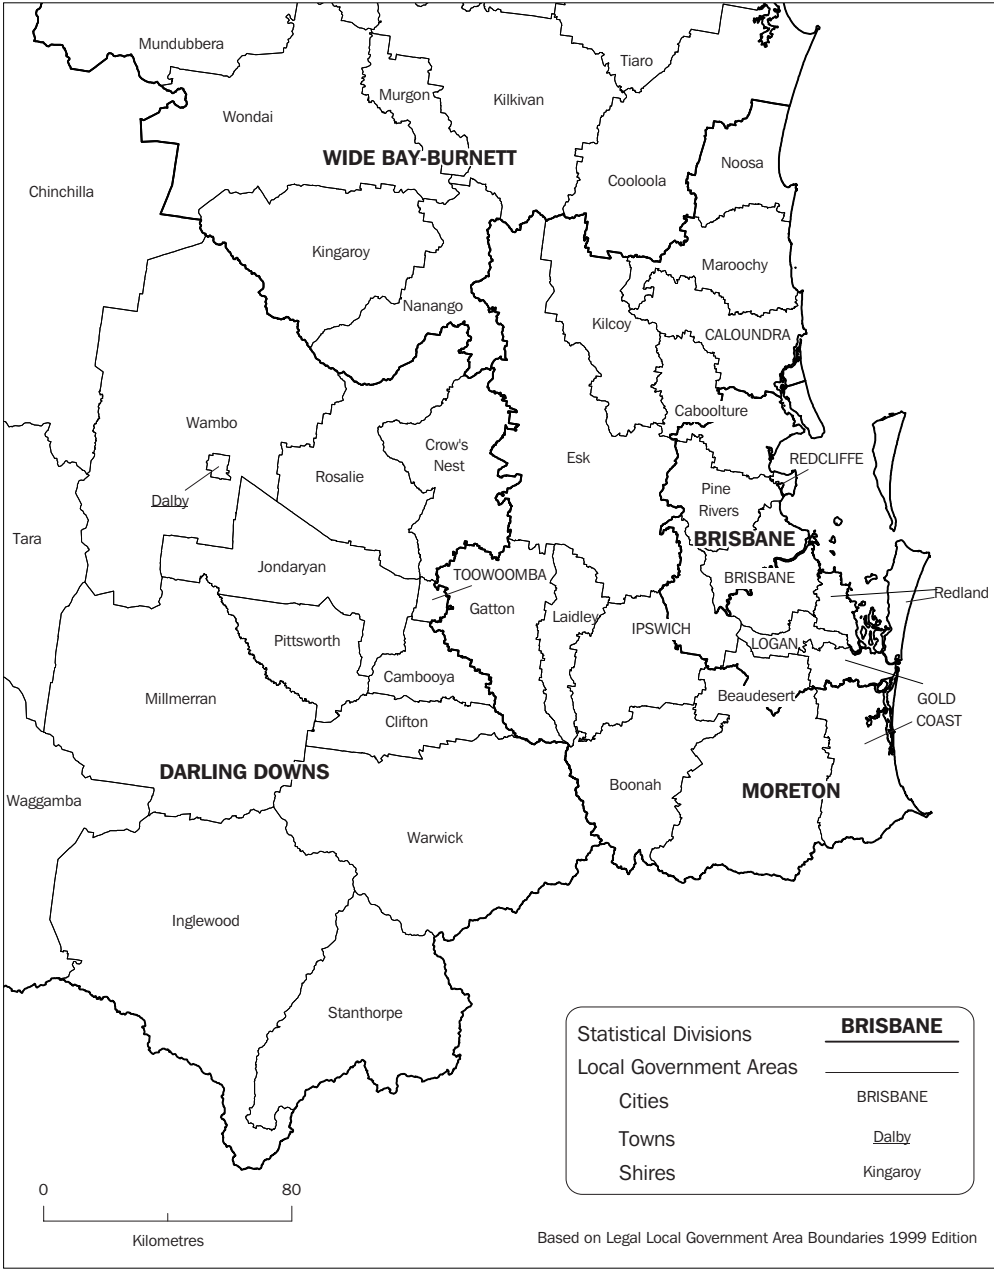 Mundubbera
Tiaro
Murgon
Kilkivan
Wondai
WIDE BAY-BURNETT
Noosa
Cooloola
Chinchilla
Kingaroy
Maroochy
Nanango
Kilcoy
CALOUNDRA
Caboolture
Wambo
Crow's
Nest
Esk
REDCLIFFE
Rosalie
Dalby
Pine
Rivers
Tara
BRISBANE
Jondaryan
TOOWOOMBA
BRISBANE
Redland
Gatton
Laidley
IPSWICH
Pittsworth
LOGAN
Cambooya
Millmerran
Beaudesert
GOLD
COAST
Clifton
DARLING DOWNS
Boonah
MORETON
Waggamba
Warwick
Inglewood
Stanthorpe
Statistical Divisions BRISBANE
Local Government Areas
Cities BRISBANE
Towns Dalby
Shires Kingaroy
0 80
Kilometres
Based on Legal Local Government Area Boundaries 1999 Edition